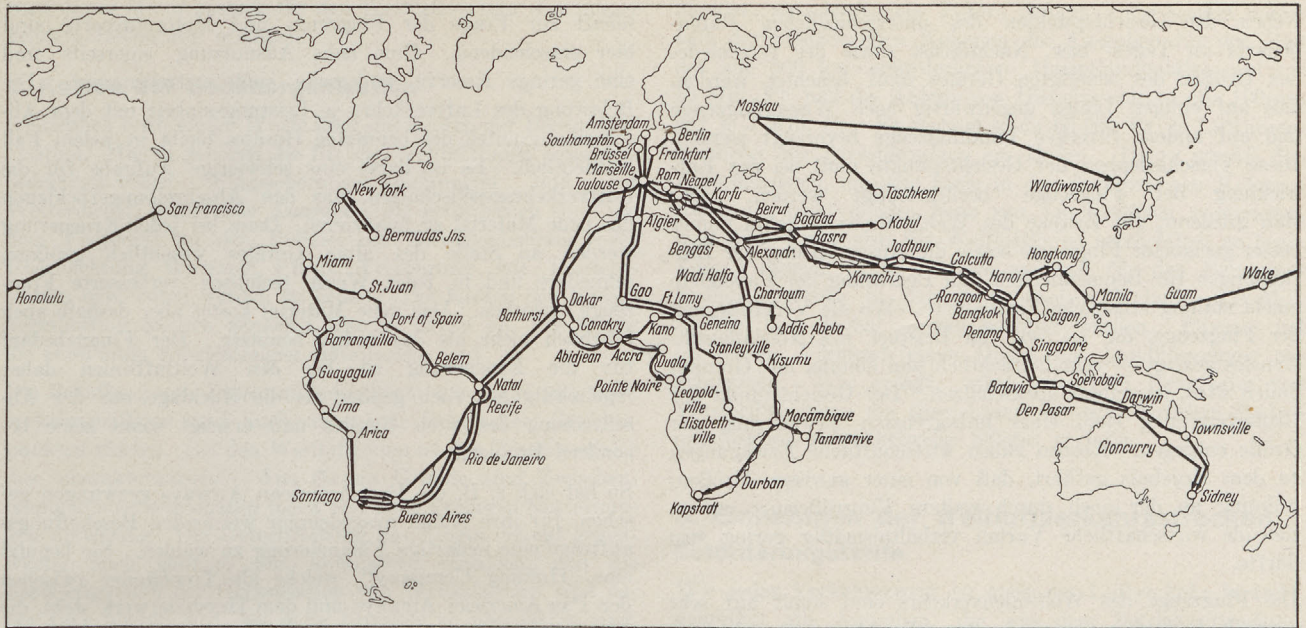 Moskau
Amsterdam
Berlin
Southampton
Brüssel
Frankfurt
Marseille
Rom
Toulouse
Neapel
Korfu
Wladiwostok
Taschkent
New York
San Francisco
Algier
Beirut
Bagdad
Kabul
Bermudas Jns.
Bengasi
Alexandr.
Basra
Jodhpur
Calcutta
Hongkong
Miami
Wadi Halfa
Karachi
Hanoi
Wake
Honolulu
St. Juan
Dakar
Gao
Ft. Lamy
Charloum
Rangoon
Manila
Guam
Bathurst
Geneina
Bangkok
Saigon
Port of Spain
Conakry
Kano
Addis Abeba
Barranquilla
Penang
Abidjean
Accra
Duala
Stanleyville
Singapore
Belem
Kisumu
Guayaquil
Pointe Noire
Natal
Leopold-
ville
Batavia
Soerabaja
Recife
Den Pasar
Darwin
Lima
Elisabeth-
ville
Moçâmbique
Arica
Tananarive
Cloncurry
Townsville
Rio de Janeiro
Durban
Santiago
Kapstadt
Sidney
Buenos Aires